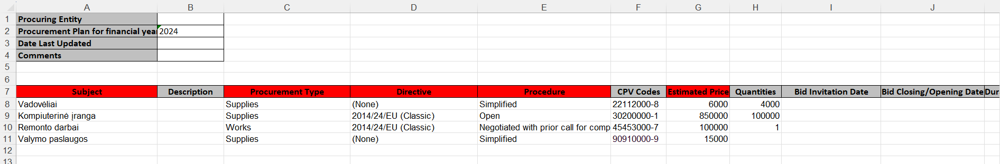 A B C D E F G H I J
1 Procuring Entity
2 Procurement Plan for financial year 2024
3 Date Last Updated
4 Comments
5
6
7 Subject Description Procurement Type Directive Procedure CPV Codes Estimated Price Quantities Bid Invitation Date Bid Closing/Opening Date Dur
8 Vadovėliai Supplies (None) Simplified 22112000-8 6000 4000
9 Kompiuterinė įranga Supplies 2014/24/EU (Classic) Open 30200000-1 850000 100000
10 Remonto darbai Works 2014/24/EU (Classic) Negotiated with prior call for comp 45453000-7 100000 1
11 Valymo paslaugos Supplies (None) Simplified 90910000-9 15000
12
13